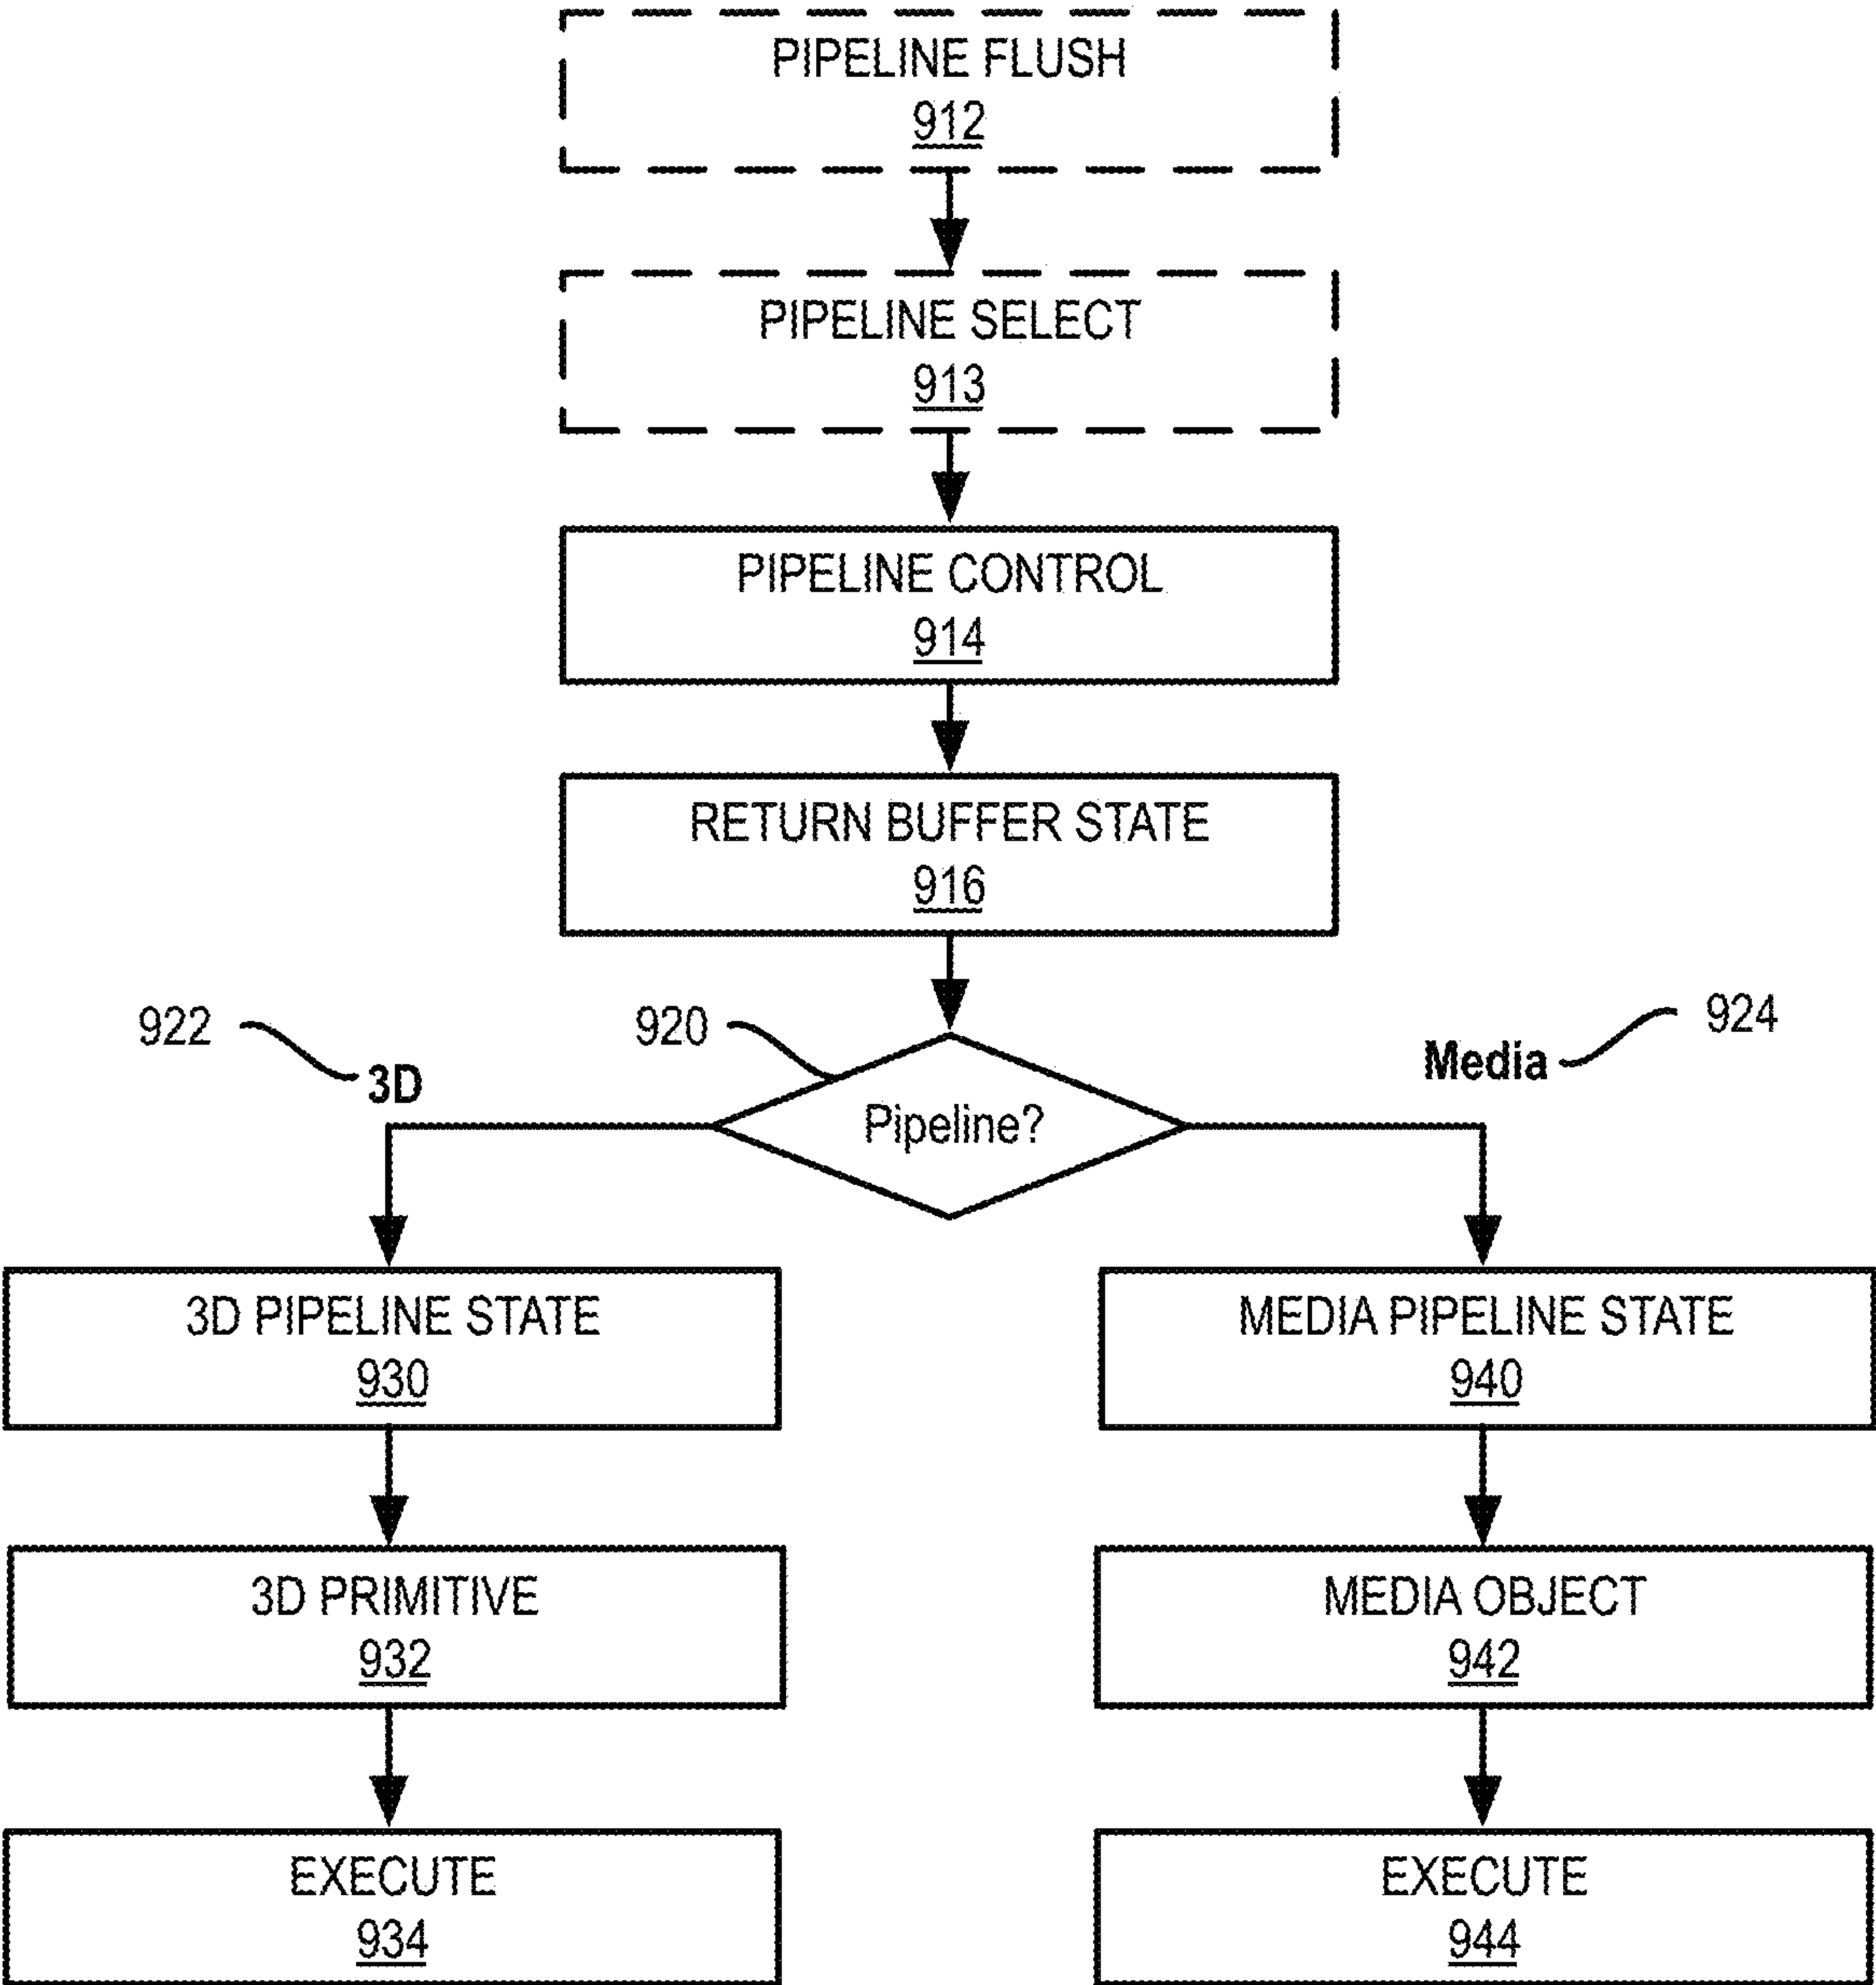 PIPELINE FLUSH
912
PIPELINE SELECT
913
PIPELINE CONTROL
914
RETURN BUFFER STATE
916
922
920
924
3D
Media
Pipeline?
3D PIPELINE STATE
930
MEDIA PIPELINE STATE
940
3D PRIMITIVE
932
MEDIA OBJECT
942
EXECUTE
934
EXECUTE
944